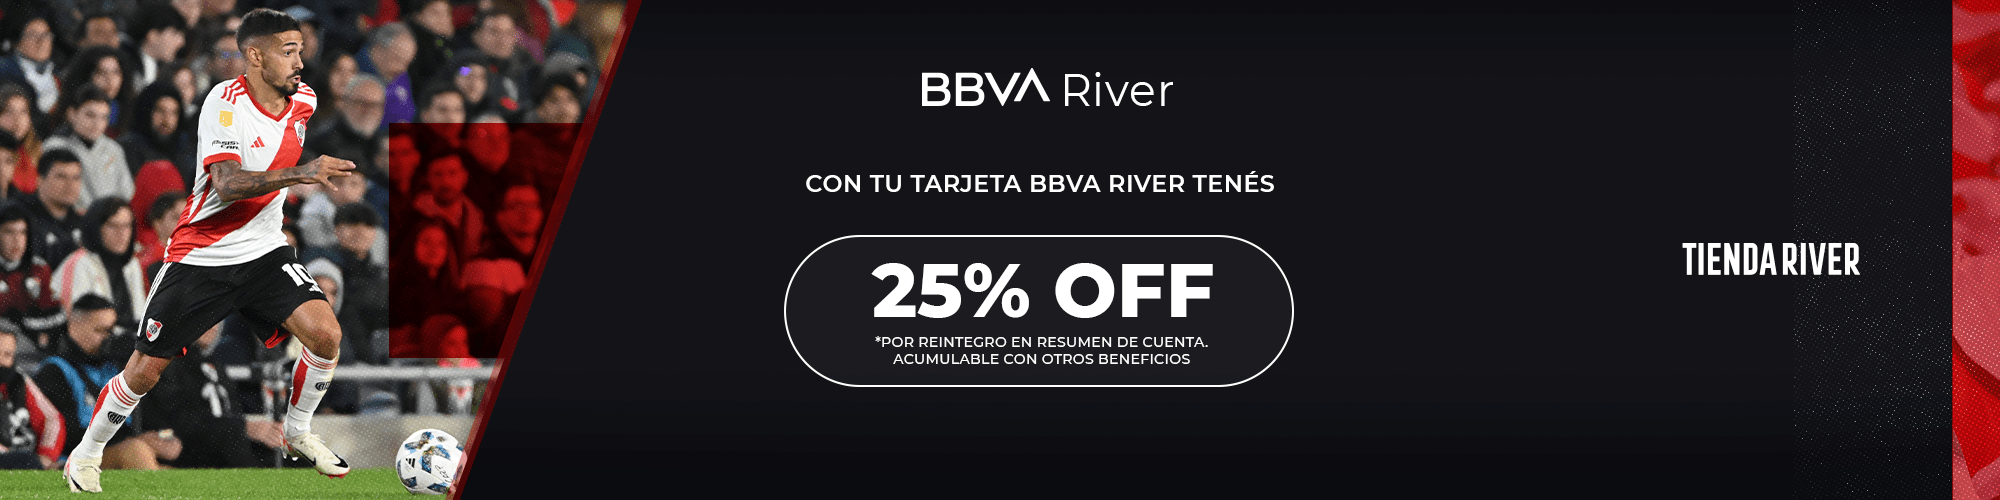 BBVA River
CON TU TARJETA BBVA RIVER TENÉS
25% OFF
*POR REINTEGRO EN RESUMEN DE CUENTA.
ACUMULABLE CON OTROS BENEFICIOS
TIENDA RIVER